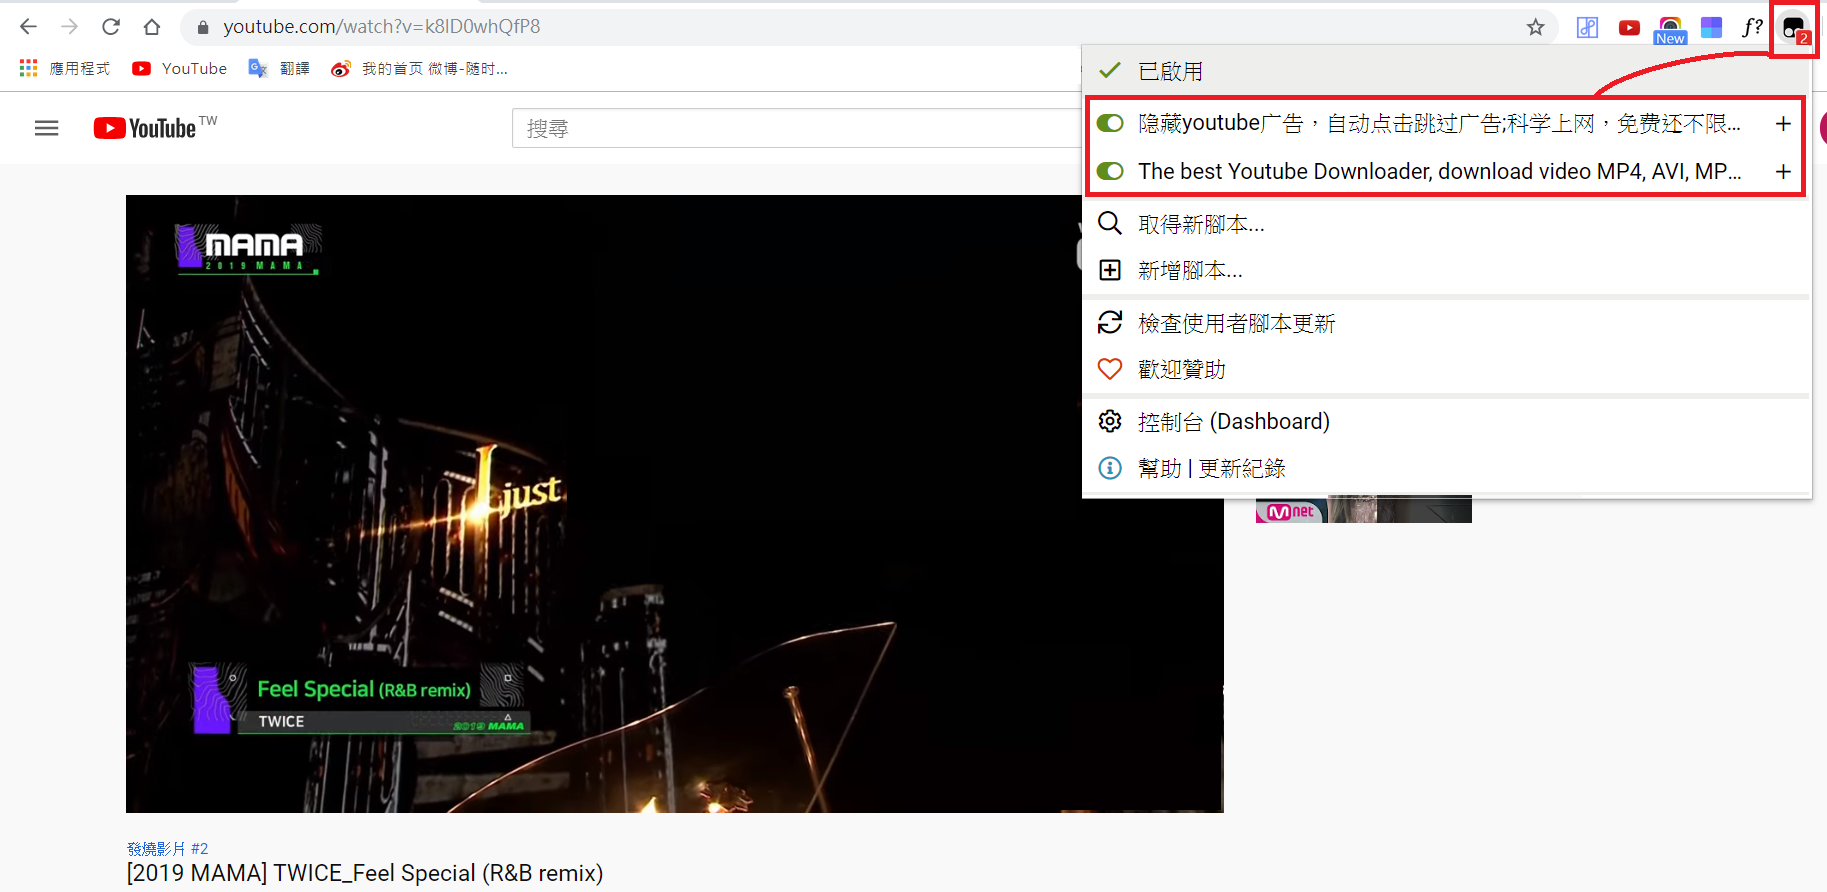 youtube.com/watch?v=k8ID0whQfP8
New
f?
2
應用程式
YouTube
翻譯
我的首页 微博-随时...
已啟用
YouTube TW
搜尋
隐藏youtube广告，自动点击跳过广告;科学上网，免费还不限...
The best Youtube Downloader, download video MP4, AVI, MP...
取得新腳本...
新增腳本...
檢查使用者腳本更新
歡迎贊助
控制台 (Dashboard)
幫助 | 更新紀錄
MAMA
2019 MAMA
I just
Mnet
Feel Special (R&B remix)
TWICE
2019 MAMA
發燒影片 #2
[2019 MAMA] TWICE_Feel Special (R&B remix)